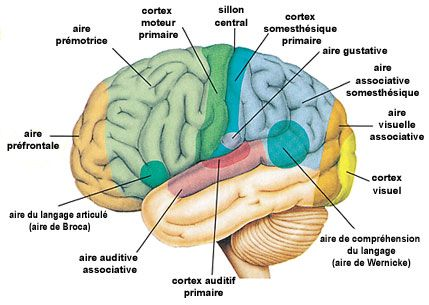 cortex
moteur
primaire
sillon
central
cortex
somesthésique
primaire
aire
prémotrice
aire gustative
aire
associative
somesthésique
aire
visuelle
associative
aire
préfrontale
cortex
visuel
aire du langage articulé
(aire de Broca)
aire de compréhension
du langage
(aire de Wernicke)
aire auditive
associative
cortex auditif
primaire